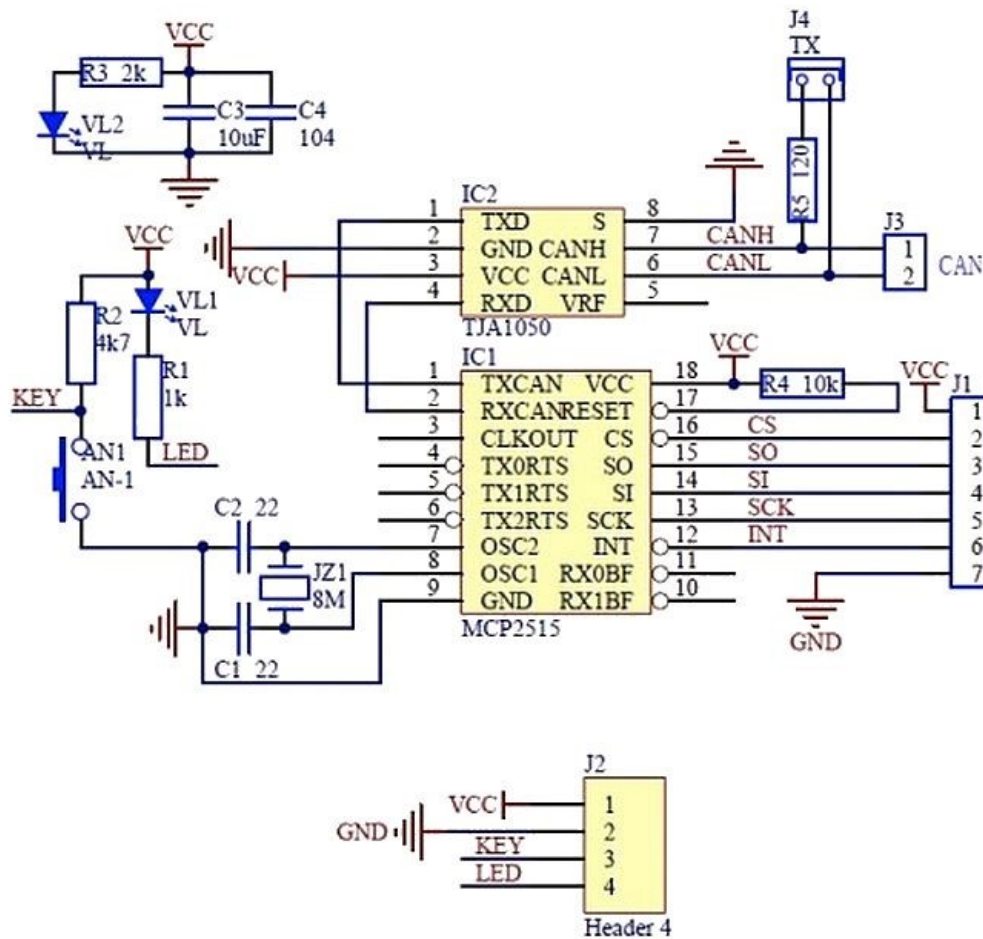 VCC
R3 2k
VL2
VL
C3
10uF
C4
104
J4
TX
R5 120
VCC
R2
4k7
VL1
VL
R1
1k
KEY
LED
AN1
AN-1
IC2
1 TXD S 8
2 GND CANH 7 CANH
3 VCC CANL 6 CANL
4 RXD VRF 5
TJA1050
VCC
J3
1
2
CAN
IC1
1 TXCAN VCC 18
2 RXCAN RESET 17
3 CLKOUT CS 16 CS
4 TX0RTS SO 15 SO
5 TX1RTS SI 14 SI
6 TX2RTS SCK 13 SCK
7 OSC2 INT 12 INT
8 OSC1 RX0BF 11
9 GND RX1BF 10
MCP2515
VCC
R4 10k
VCC
J1
1
2
3
4
5
6
7
GND
C2 22
JZ1
8M
C1 22
J2
VCC 1
GND 2
KEY 3
LED 4
Header 4